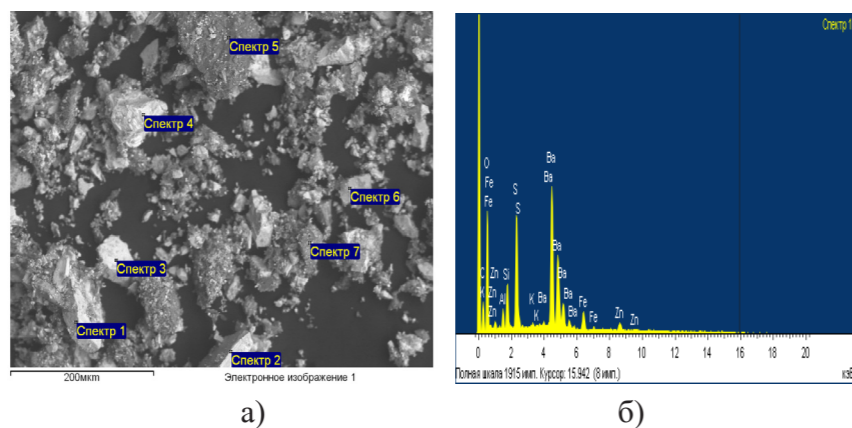 Спектр 5
Спектр 4
Спектр 6
Спектр 7
Спектр 3
Спектр 1
Спектр 2
200мкm
Электронное изображение 1
а)
Спектр 1
O
Fe
Fe
C
K
Zn
Zn
Zn
Al
Si
S
S
K
K
Ba
Ba
Ba
Ba
Ba
Ba
Ba
Fe
Fe
Zn
Zn
0 2 4 6 8 10 12 14 16 18 20
Полная шкала 1915 имп. Курсор: 15.942 (8 имп.)
кэВ
б)